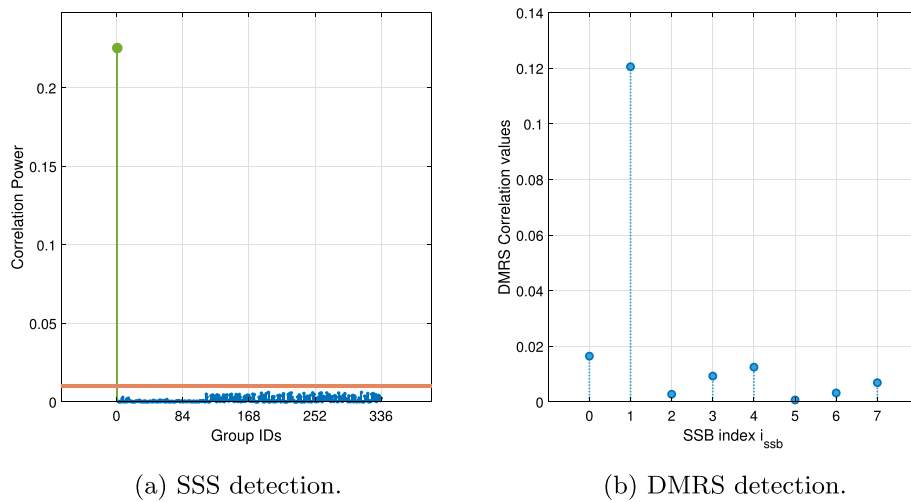 0.2
0.15
0.1
0.05
0
Correlation Power
0 84 168 252 336
Group IDs
(a) SSS detection.
0.14
0.12
0.1
0.08
0.06
0.04
0.02
0
DMRS Correlation values
0 1 2 3 4 5 6 7
SSB index i_ssb
(b) DMRS detection.